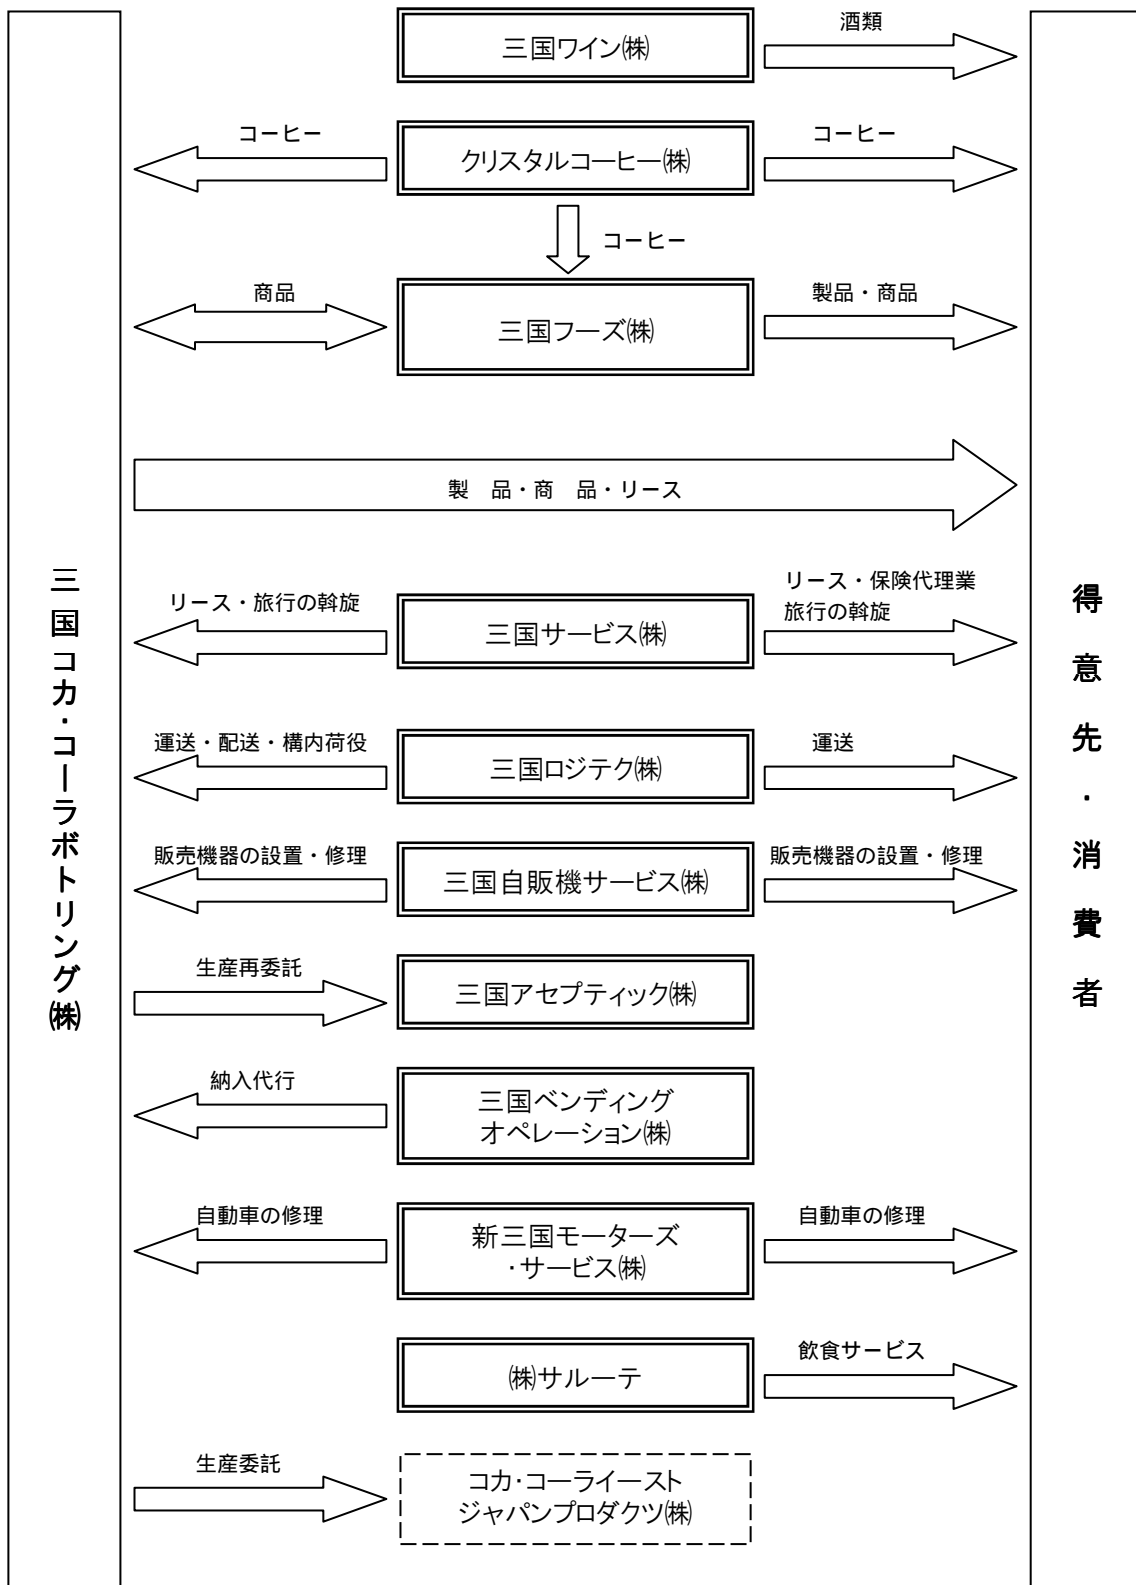 三国コカ・コーラボトリング㈱
酒類
三国ワイン㈱
コーヒー
クリスタルコーヒー㈱
コーヒー
コーヒー
商品
三国フーズ㈱
製品・商品
製　品・商　品・リース
リース・旅行の斡旋
三国サービス㈱
リース・保険代理業
旅行の斡旋
運送・配送・構内荷役
三国ロジテク㈱
運送
販売機器の設置・修理
三国自販機サービス㈱
販売機器の設置・修理
生産再委託
三国アセプティック㈱
納入代行
三国ベンディング
オペレーション㈱
自動車の修理
新三国モーターズ
・サービス㈱
自動車の修理
㈱サルーテ
飲食サービス
生産委託
コカ・コーライースト
ジャパンプロダクツ㈱
得意先・消費者